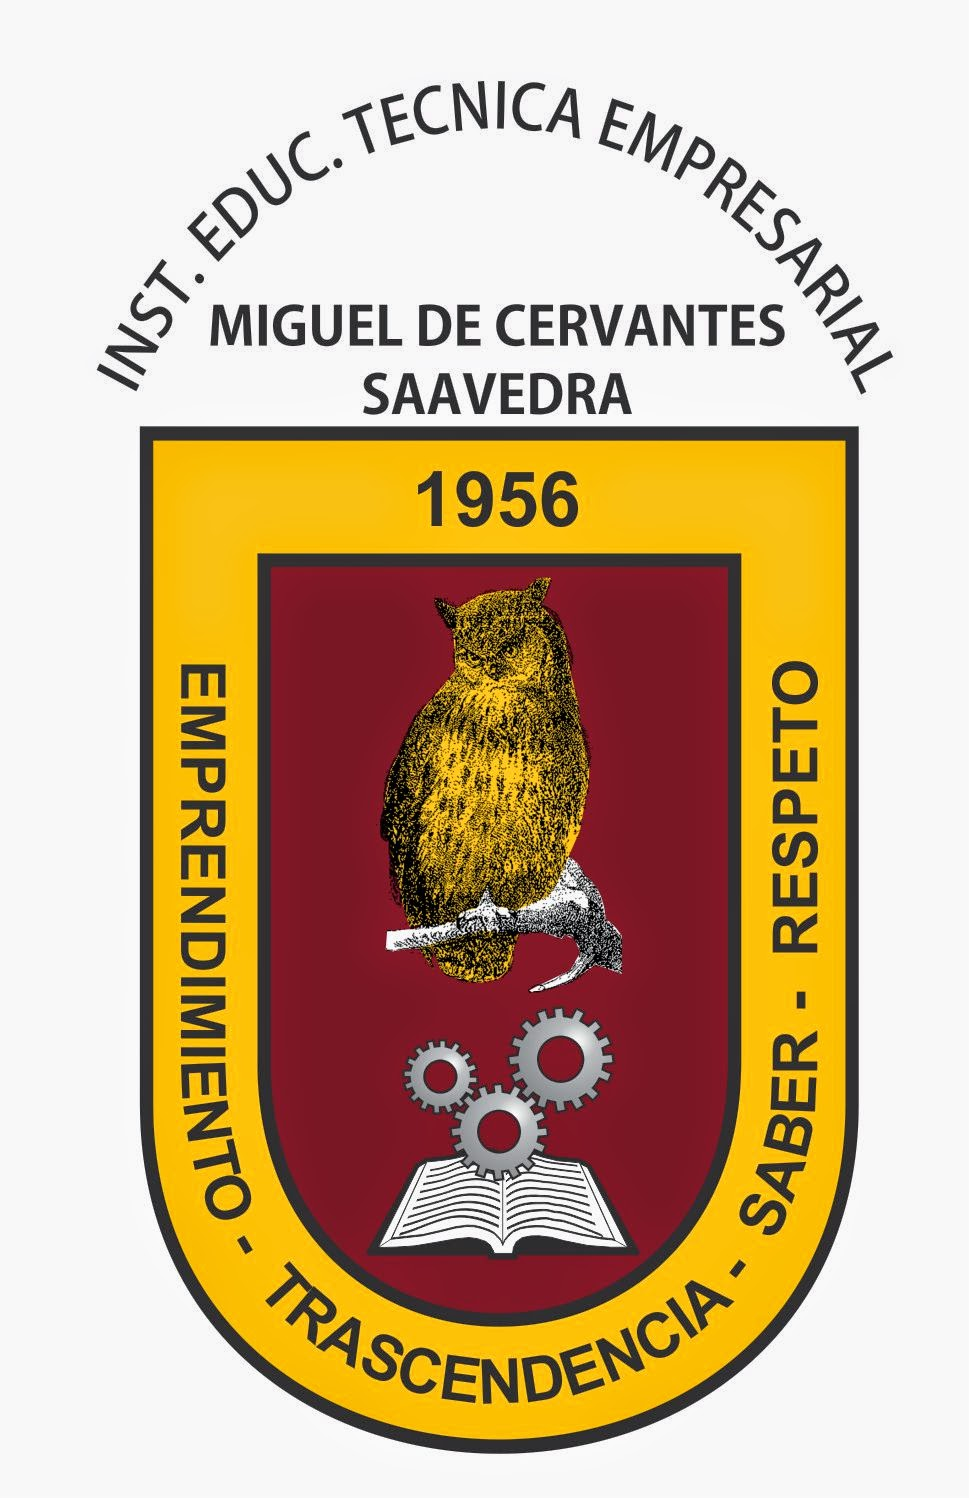 INST. EDUC. TECNICA EMPRESARIAL
MIGUEL DE CERVANTES
SAAVEDRA
1956
EMPRENDIMIENTO - TRASCENDENCIA - SABER - RESPETO